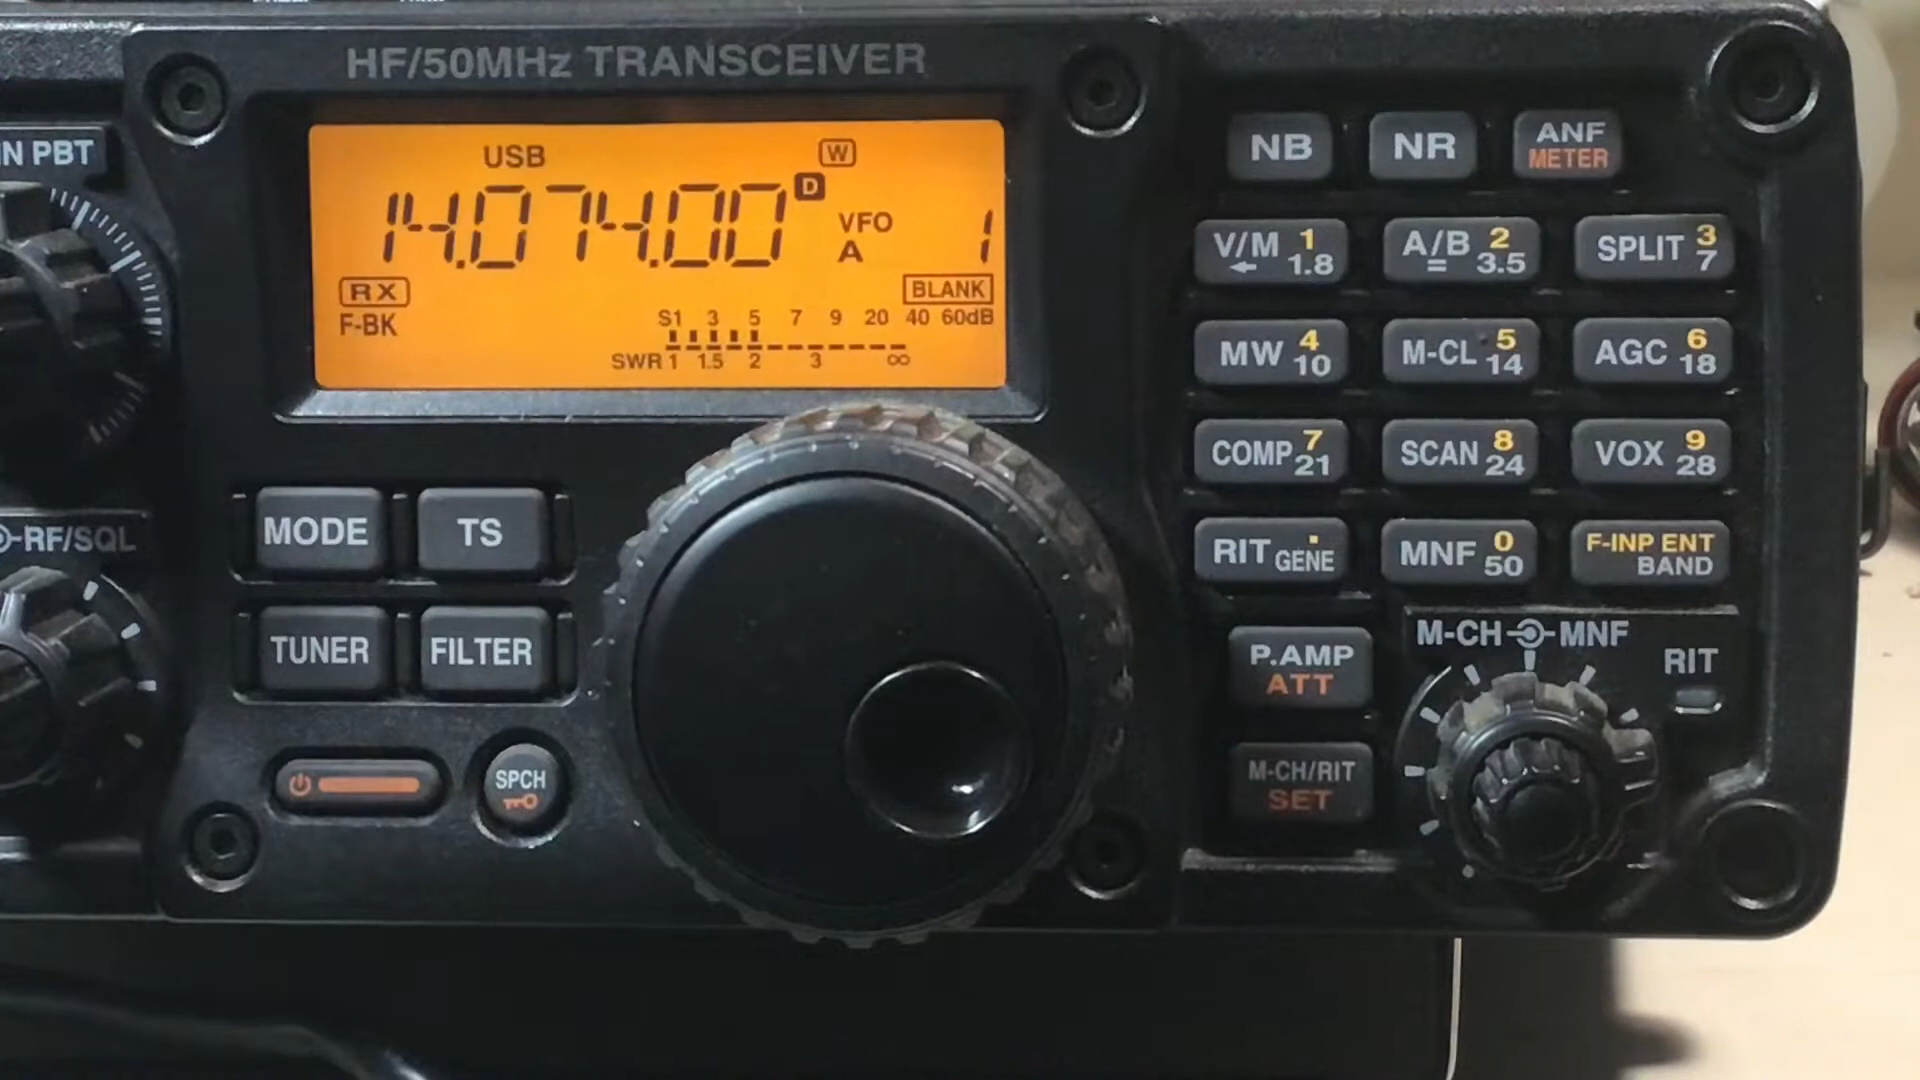 HF/50MHz TRANSCEIVER
IN PBT
USB W
14.074.00 D
VFO
A
1
RX
F-BK
BLANK
S1 3 5 7 9 20 40 60dB
SWR 1 1.5 2 3 ∞
NB NR ANF
METER
V/M 1 1.8
A/B = 2 3.5
SPLIT 3 7
MW 4 10
M-CL 5 14
AGC 6 18
COMP 7 21
SCAN 8 24
VOX 9 28
RIT . GENE
MNF 0 50
F-INP ENT
BAND
-RF/SQL
MODE TS
TUNER FILTER
SPCH
P.AMP
ATT
M-CH/RIT
SET
M-CH MNF
RIT